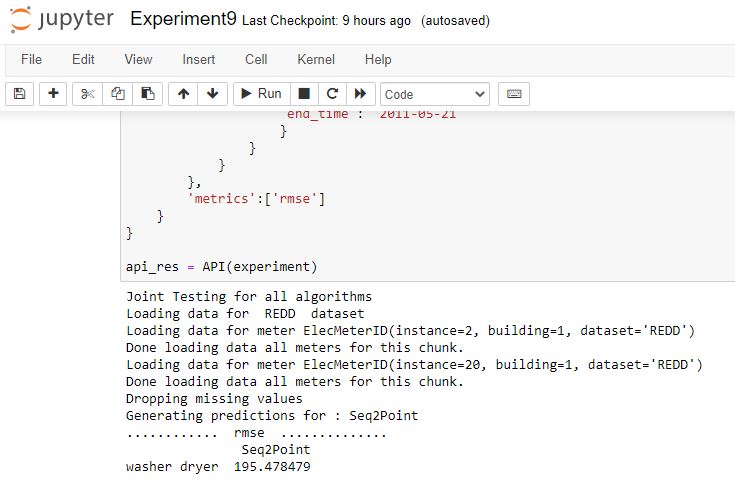 jupyter Experiment9 Last Checkpoint: 9 hours ago (autosaved)
File Edit View Insert Cell Kernel Help
Run Code
end_time : 2011-05-21
}
}
}
},
'metrics':['rmse']
}
}
api_res = API(experiment)
Joint Testing for all algorithms
Loading data for REDD dataset
Loading data for meter ElecMeterID(instance=2, building=1, dataset='REDD')
Done loading data all meters for this chunk.
Loading data for meter ElecMeterID(instance=20, building=1, dataset='REDD')
Done loading data all meters for this chunk.
Dropping missing values
Generating predictions for : Seq2Point
............ rmse ..............
Seq2Point
washer dryer 195.478479